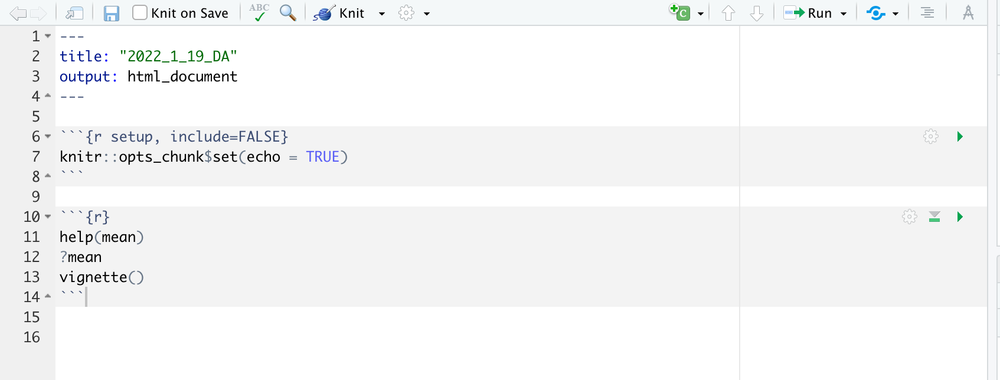 Knit on Save ABC Knit C Run
1 ---
2 title: "2022_1_19_DA"
3 output: html_document
4 ---
5
6 ```{r setup, include=FALSE}
7 knitr::opts_chunk$set(echo = TRUE)
8 ```
9
10 ```{r}
11 help(mean)
12 ?mean
13 vignette()
14 ```
15
16